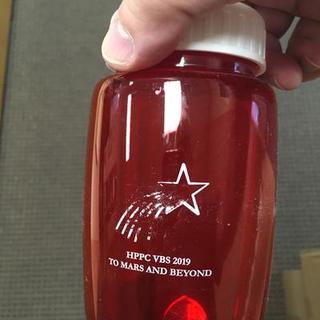 HPPC VBS 2019
TO MARS AND BEYOND